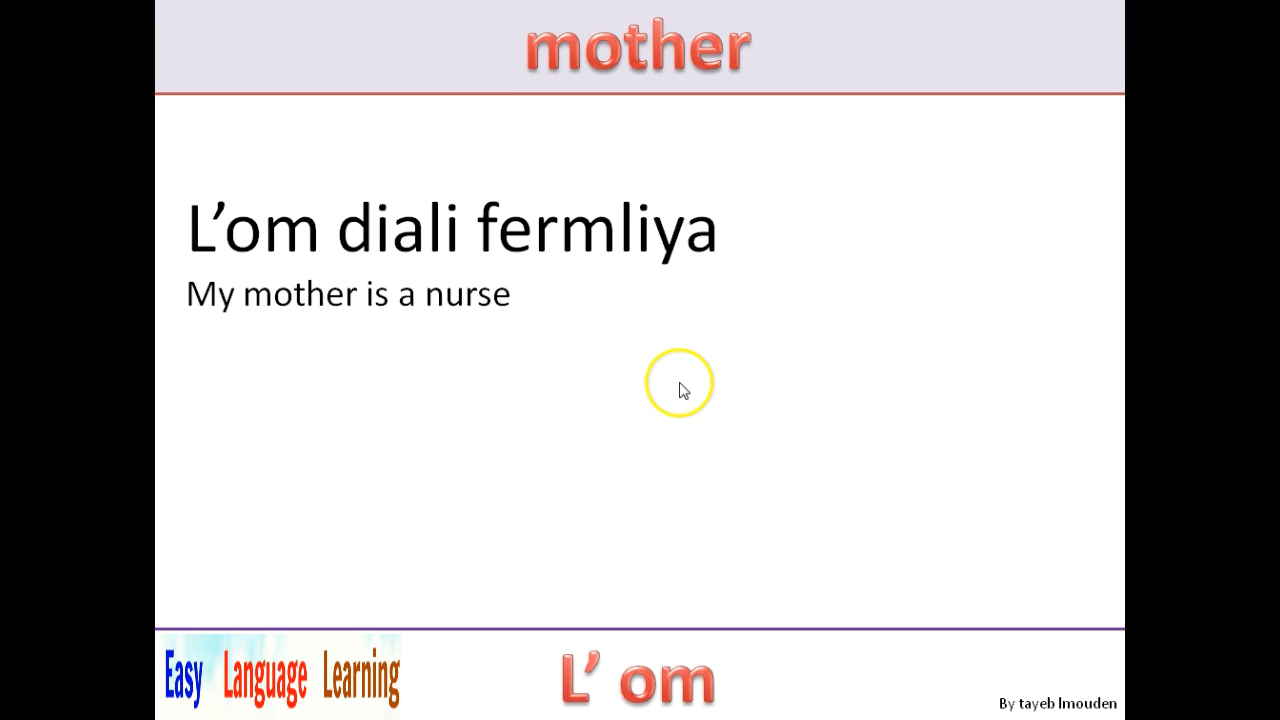 mother
L’om diali fermliya
My mother is a nurse
Easy Language Learning
L’ om
By tayeb lmouden